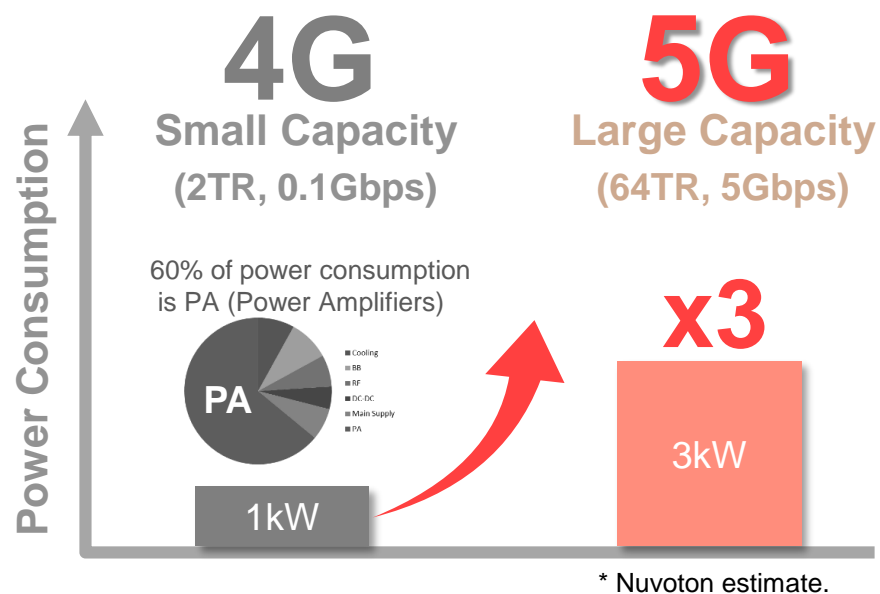 4G
Small Capacity
(2TR, 0.1Gbps)
5G
Large Capacity
(64TR, 5Gbps)
Power Consumption
60% of power consumption
is PA (Power Amplifiers)
PA
Cooling
BB
RF
DC-DC
Main Supply
PA
x3
1kW
3kW
* Nuvoton estimate.